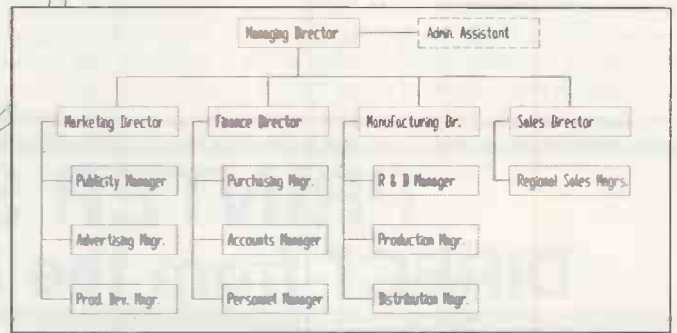 Managing Director
Admin. Assistant
Marketing Director
Finance Director
Manufacturing Dir.
Sales Director
Publicity Manager
Purchasing Mngr.
R & D Manager
Regional Sales Mngrs.
Advertising Mngr.
Accounts Manager
Production Mngr.
Prod. Dev. Mngr.
Personnel Manager
Distribution Mngr.